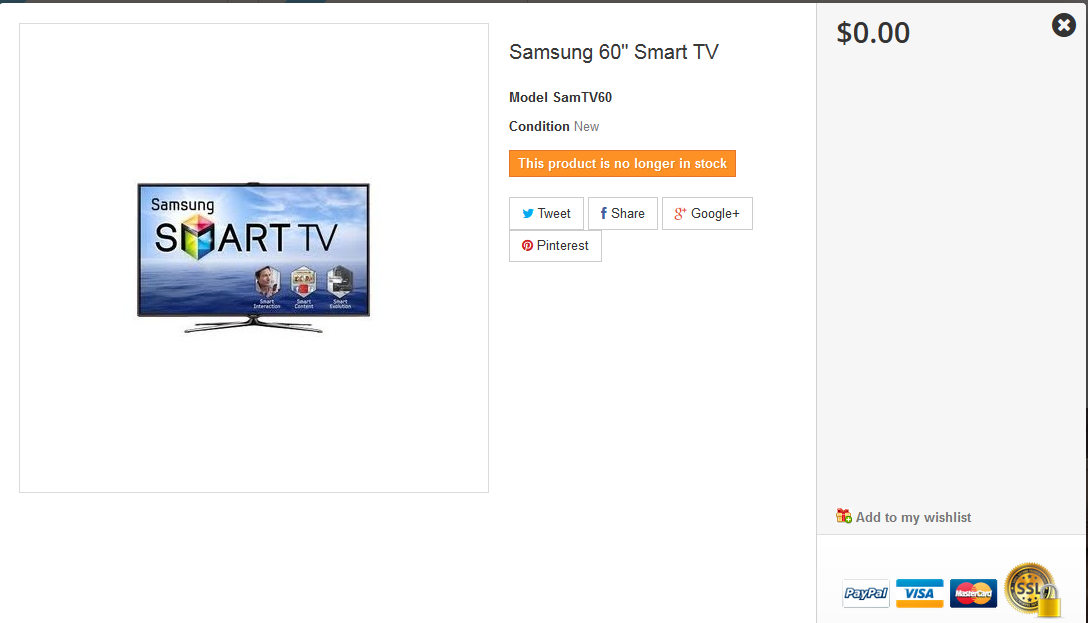 $0.00
Samsung 60" Smart TV
Model SamTV60
Condition New
This product is no longer in stock
Tweet
Share
Google+
Pinterest
Samsung
SMART TV
Smart Interaction
Smart Content
Smart Evolution
Add to my wishlist
PayPal
VISA
MasterCard
SSL